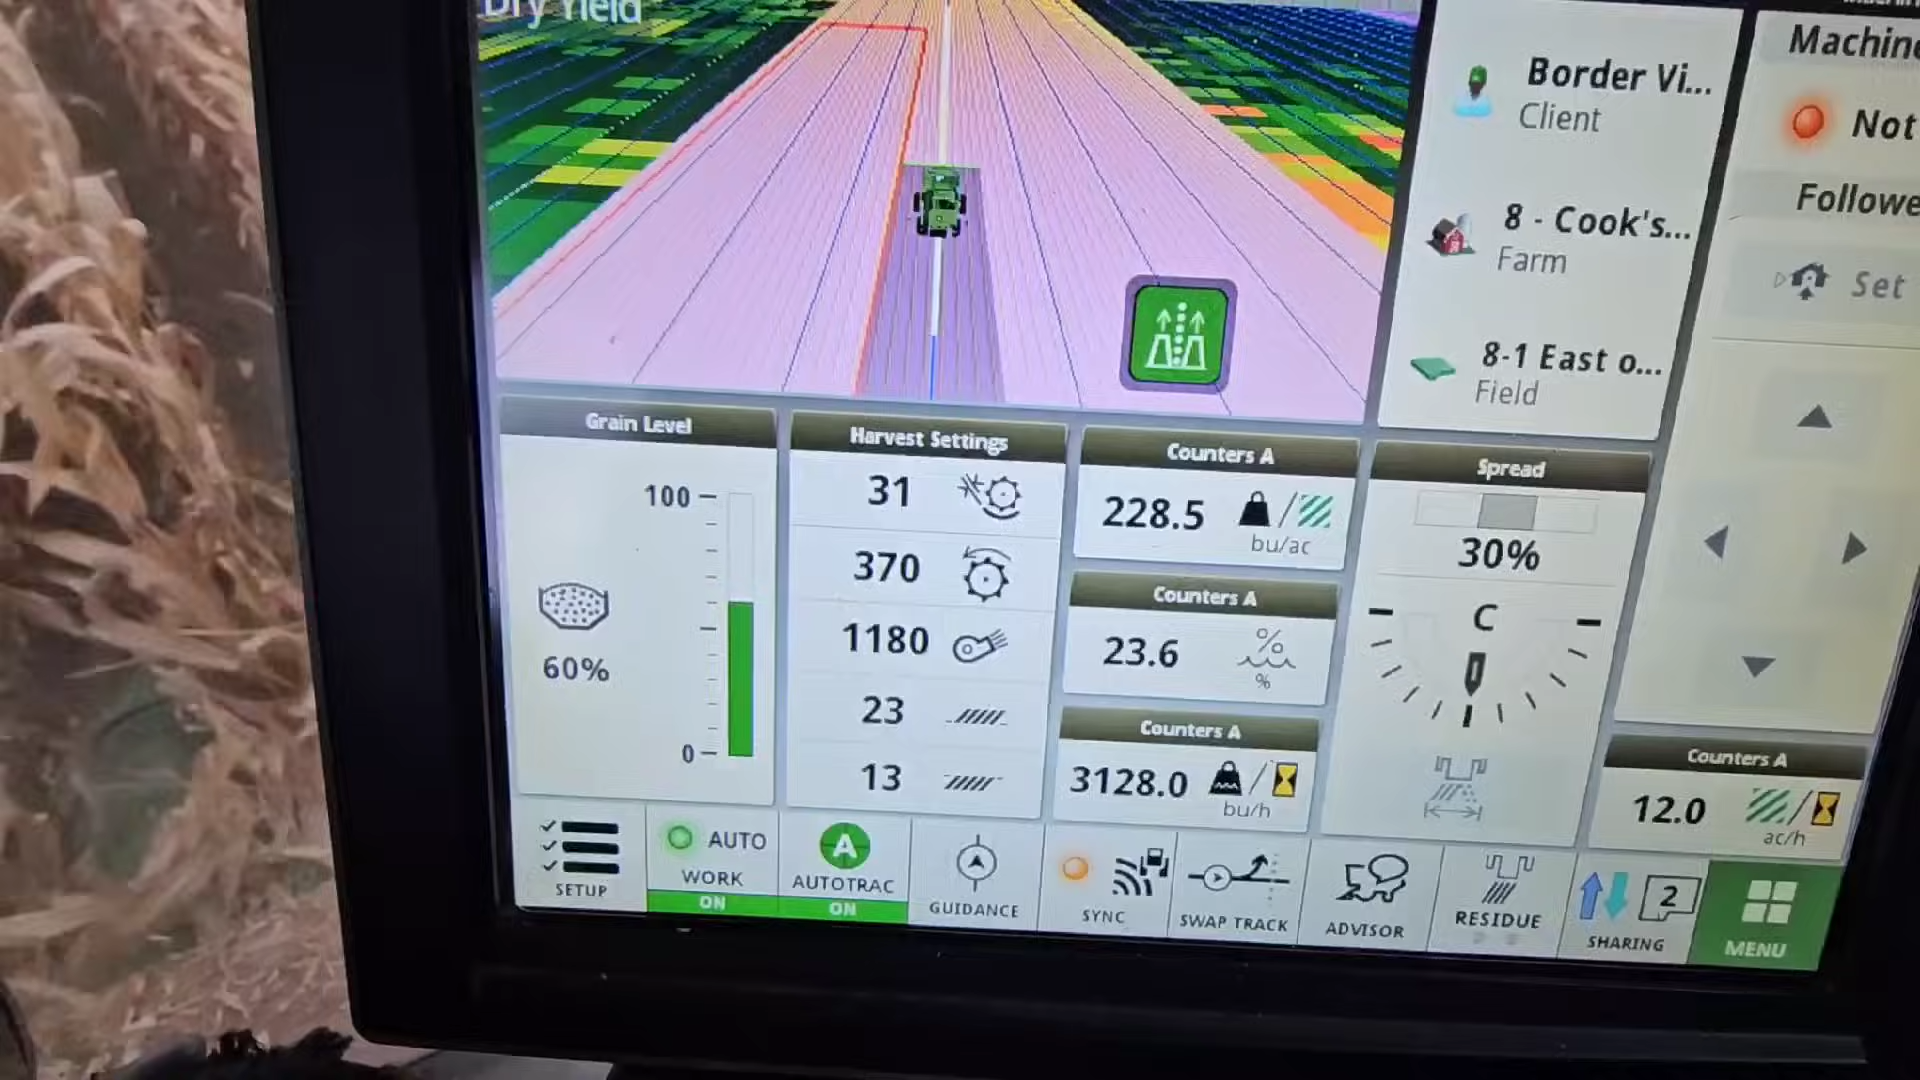 Dry Yield
Border Vi...
Client
8 - Cook's...
Farm
8-1 East o...
Field
Machine
Not
Followe
Set
Grain Level
100
60%
0
Harvest Settings
31
370
1180
23
13
Counters A
228.5
bu/ac
Counters A
23.6
%
%
Counters A
3128.0
bu/h
Spread
30%
C
Counters A
12.0
ac/h
SETUP
AUTO
WORK
ON
A
AUTOTRAC
ON
GUIDANCE
SYNC
SWAP TRACK
ADVISOR
RESIDUE
2
SHARING
MENU